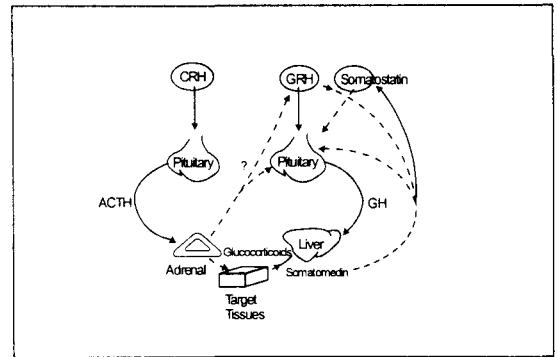 CRH
GRH
Somatostatin
Pituitary
?
Pituitary
ACTH
GH
Adrenal
Glucocorticoids
Liver
Somatomedin
Target
Tissues